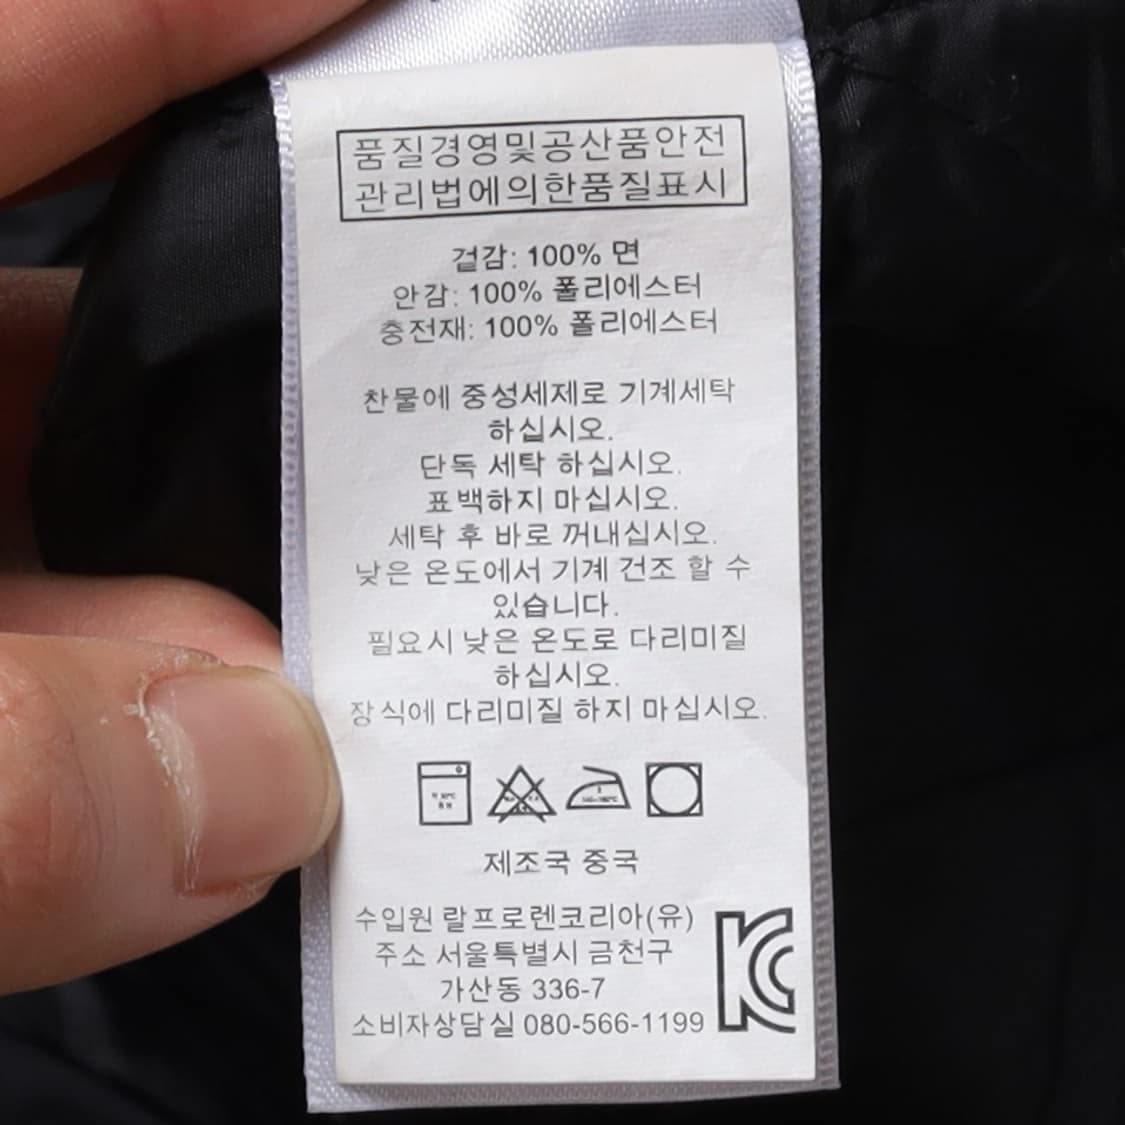 품질경영및공산품안전
관리법에의한품질표시
겉감: 100% 면
안감: 100% 폴리에스터
충전재: 100% 폴리에스터
찬물에 중성세제로 기계세탁
하십시오.
단독 세탁 하십시오.
표백하지 마십시오.
세탁 후 바로 꺼내십시오.
낮은 온도에서 기계 건조 할 수
있습니다.
필요시 낮은 온도로 다리미질
하십시오.
장식에 다리미질 하지 마십시오.
제조국 중국
수입원 랄프로렌코리아(유)
주소 서울특별시 금천구
가산동 336-7
소비자상담실 080-566-1199
KC